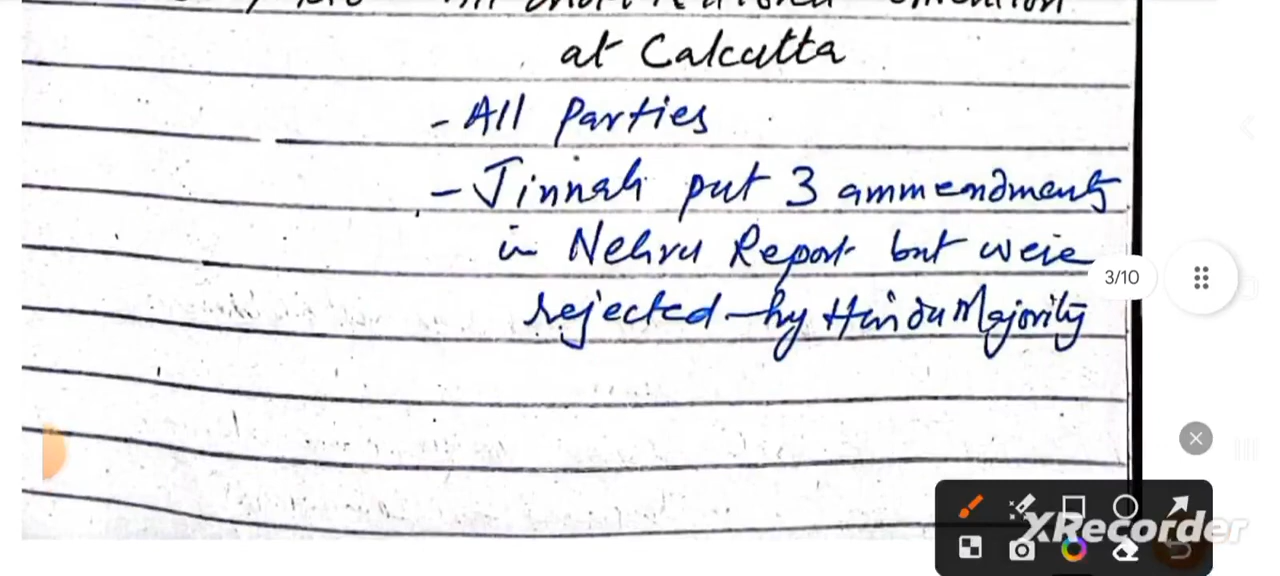 at Calcutta
- All Parties
- Jinnah put 3 ammendments
in Nehru Report but were
rejected by Hindu Majority
3/10
XRecorder